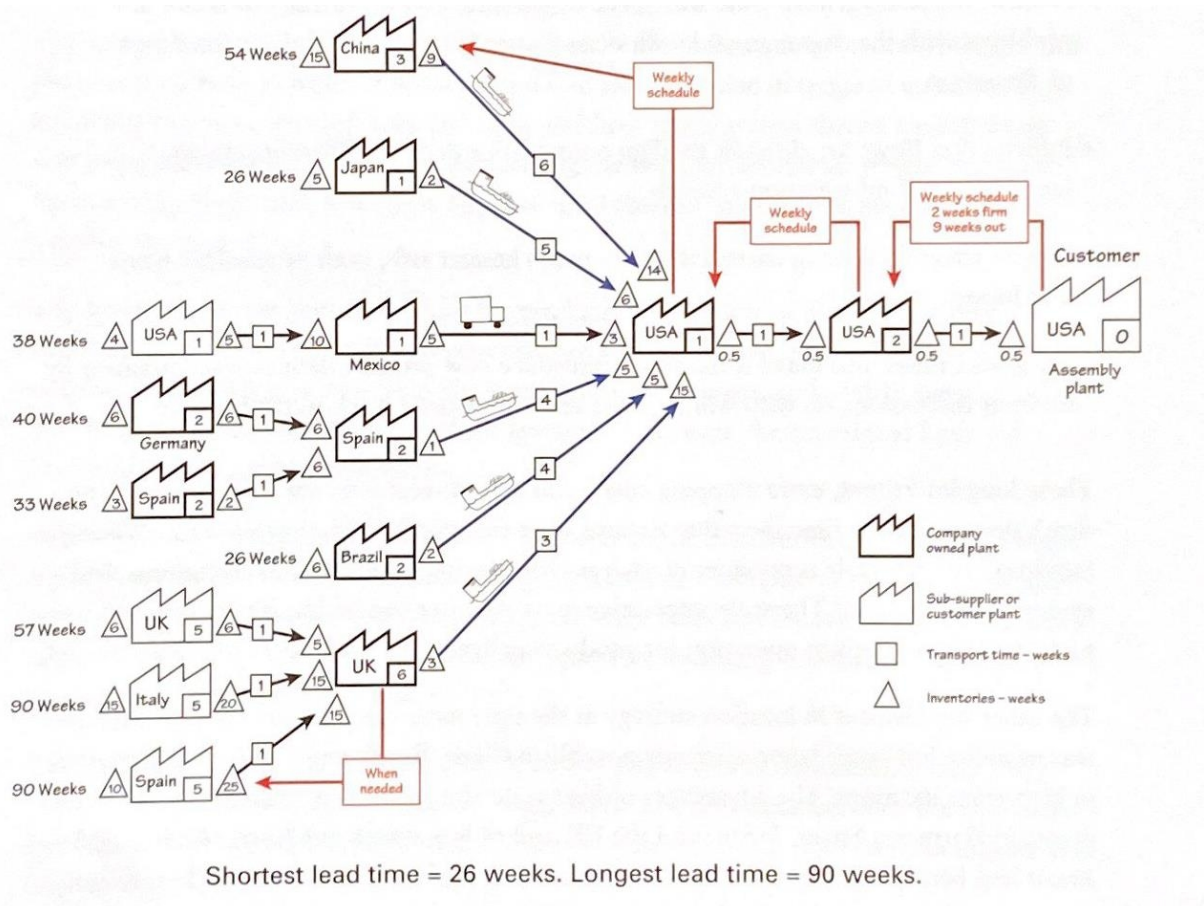 54 Weeks 15 China 3 9
Weekly
schedule
6
26 Weeks 5 Japan 1 2
5
Weekly
schedule
Weekly schedule
2 weeks firm
9 weeks out
14
6
Customer
38 Weeks 4 USA 1 5 1 10 1 5 1 3 USA 1 1 USA 2 1 USA 0
0.5 0.5 0.5 0.5
Mexico
Assembly
plant
5 5 15
40 Weeks 6 2 6 1 6
Germany
4
Spain 2 1
6
4
33 Weeks 3 Spain 2 2 1
3
26 Weeks 6 Brazil 2 2
Company
owned plant
Sub-supplier or
customer plant
57 Weeks 6 UK 5 6 1 5
Transport time – weeks
UK 6 3
15
90 Weeks 15 Italy 5 20 1
Inventories – weeks
15
1
90 Weeks 10 Spain 5 25
When
needed
Shortest lead time = 26 weeks. Longest lead time = 90 weeks.